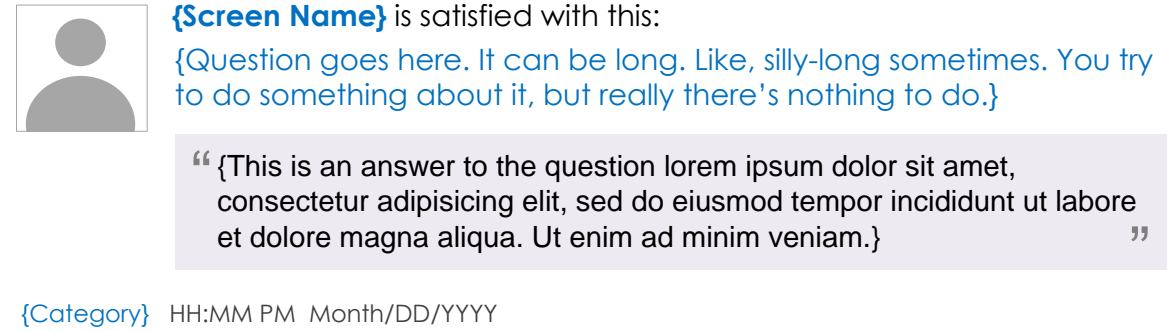 {Screen Name} is satisfied with this:
{Question goes here. It can be long. Like, silly-long sometimes. You try
to do something about it, but really there’s nothing to do.}
“ {This is an answer to the question lorem ipsum dolor sit amet,
consectetur adipisicing elit, sed do eiusmod tempor incididunt ut labore
et dolore magna aliqua. Ut enim ad minim veniam.} ”
{Category} HH:MM PM Month/DD/YYYY